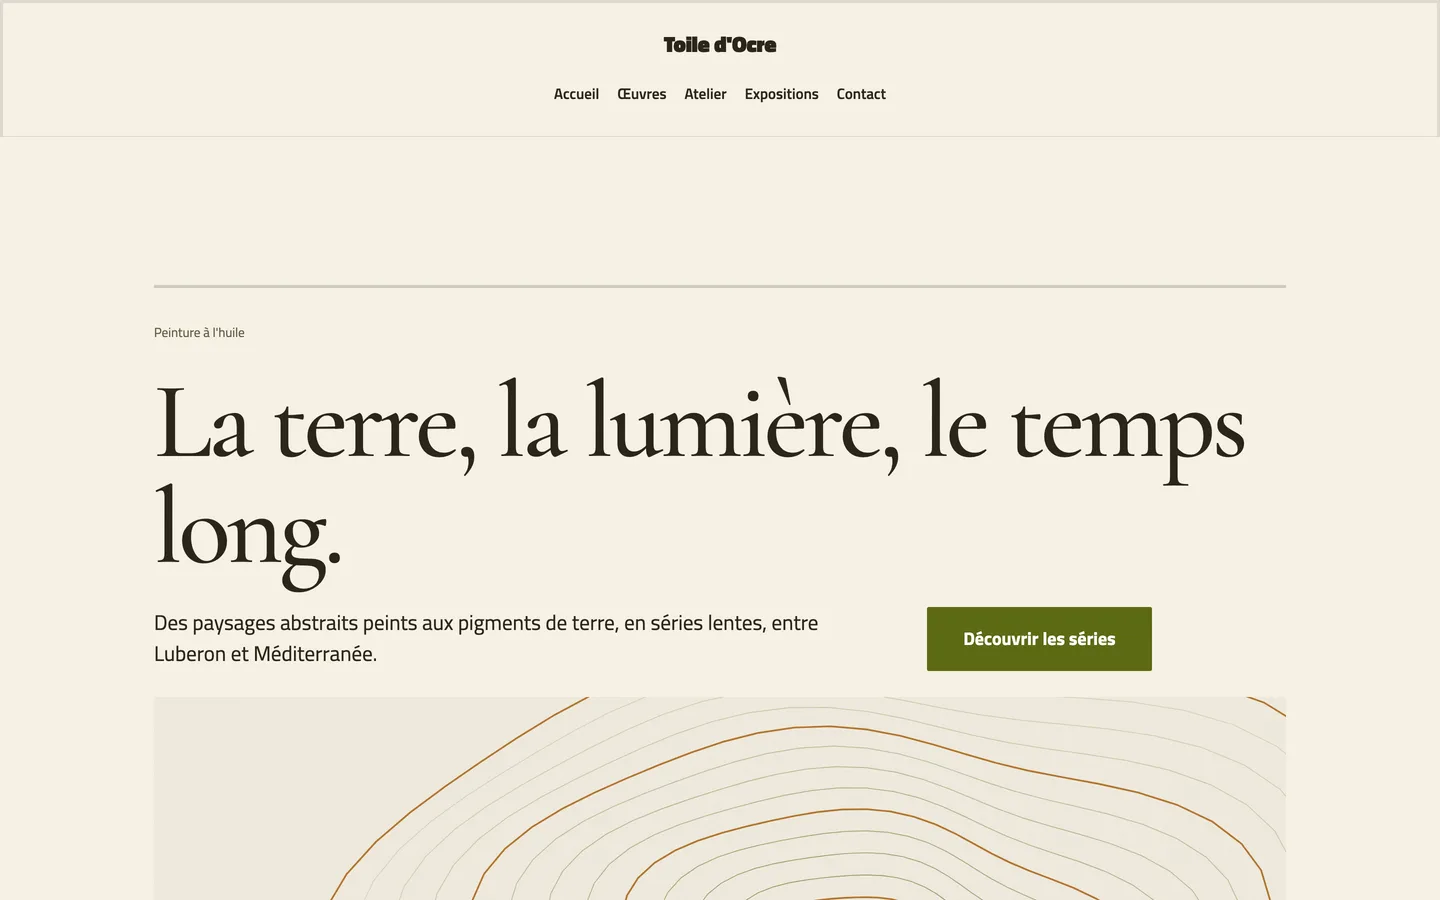 Toile d'Ocre
Accueil Œuvres Atelier Expositions Contact
Peinture à l'huile
La terre, la lumière, le temps
long.
Des paysages abstraits peints aux pigments de terre, en séries lentes, entre
Luberon et Méditerranée.
Découvrir les séries